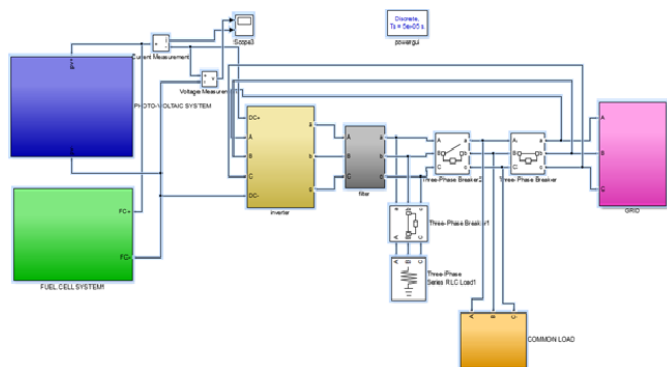 Discrete,
Ts = 5e-05 s.
powergui
Scope3
Current Measurement
Voltage Measurement
PHOTO-VOLTAIC SYSTEM
DC+
A
B
C
DC-
a
b
c
inverter
A
B
C
a
b
c
filter
A
B
C
a
b
c
Three-Phase Breaker2
A
B
C
a
b
c
Three-Phase Breaker
A
B
C
GRID
FC+
FC+
FUEL CELL SYSTEM1
a
b
c
A
B
C
Three-Phase Breaker1
A
B
C
Three-Phase
Series RLC Load1
A
B
C
COMMON LOAD